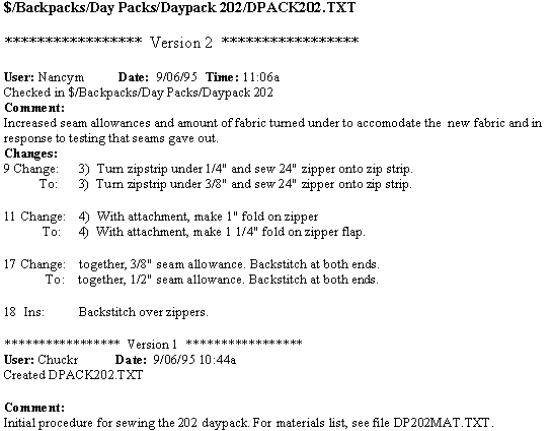 $/Backpacks/Day Packs/Daypack 202/DPACK202.TXT
***************** Version 2 *****************
User: Nancym Date: 9/06/95 Time: 11:06a
Checked in $/Backpacks/Day Packs/Daypack 202
Comment:
Increased seam allowances and amount of fabric turned under to accomodate the new fabric and in
response to testing that seams gave out.
Changes:
9 Change: 3) Turn zipstrip under 1/4" and sew 24" zipper onto zip strip.
To: 3) Turn zipstrip under 3/8" and sew 24" zipper onto zip strip.
11 Change: 4) With attachment, make 1" fold on zipper
To: 4) With attachment, make 1 1/4" fold on zipper flap.
17 Change: together, 3/8" seam allowance. Backstitch at both ends.
To: together, 1/2" seam allowance. Backstitch at both ends.
18 Ins: Backstitch over zippers.
***************** Version 1 *****************
User: Chuckr Date: 9/06/95 10:44a
Created DPACK202.TXT
Comment:
Initial procedure for sewing the 202 daypack. For materials list, see file DP202MAT.TXT.